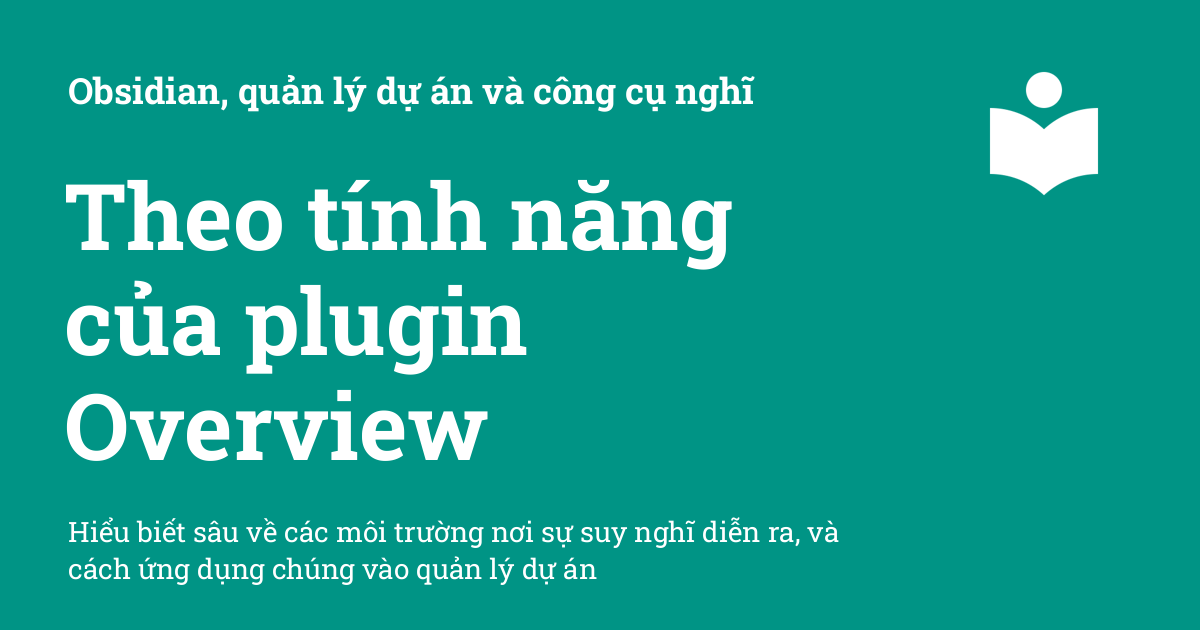 Obsidian, quản lý dự án và công cụ nghĩ
Theo tính năng
của plugin
Overview
Hiểu biết sâu về các môi trường nơi sự suy nghĩ diễn ra, và
cách ứng dụng chúng vào quản lý dự án